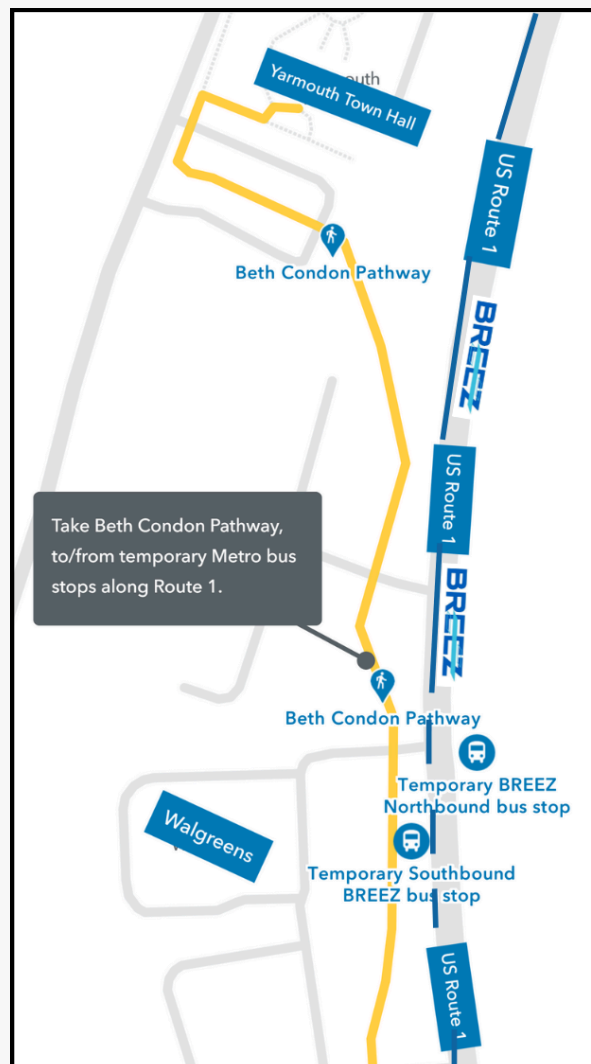 outh
Yarmouth Town Hall
US Route 1
Beth Condon Pathway
BREEZ
US Route 1
Take Beth Condon Pathway,
to/from temporary Metro bus
stops along Route 1.
BREEZ
Beth Condon Pathway
Temporary BREEZ
Northbound bus stop
Walgreens
Temporary Southbound
BREEZ bus stop
US Route 1